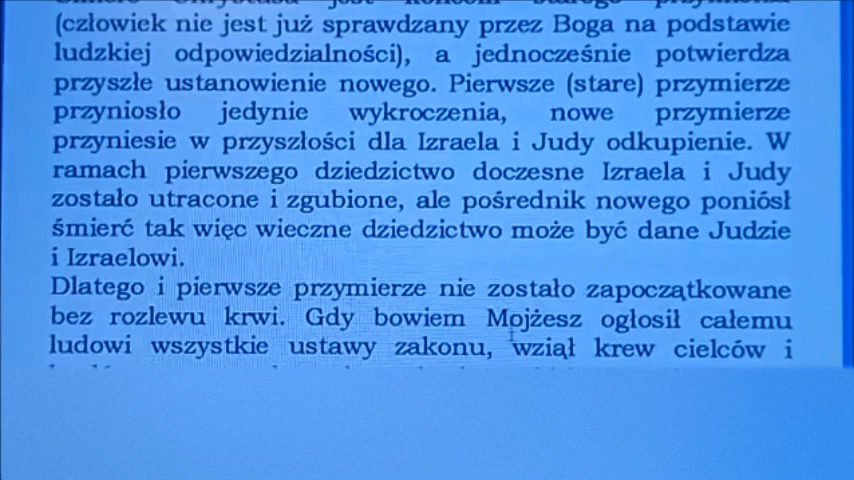 (człowiek nie jest już sprawdzany przez Boga na podstawie
ludzkiej odpowiedzialności), a jednocześnie potwierdza
przyszłe ustanowienie nowego. Pierwsze (stare) przymierze
przyniosło jedynie wykroczenia, nowe przymierze
przyniesie w przyszłości dla Izraela i Judy odkupienie. W
ramach pierwszego dziedzictwo doczesne Izraela i Judy
zostało utracone i zgubione, ale pośrednik nowego poniósł
śmierć tak więc wieczne dziedzictwo może być dane Judzie
i Izraelowi.
Dlatego i pierwsze przymierze nie zostało zapoczątkowane
bez rozlewu krwi. Gdy bowiem Mojżesz ogłosił całemu
ludowi wszystkie ustawy zakonu, wziął krew cielców i